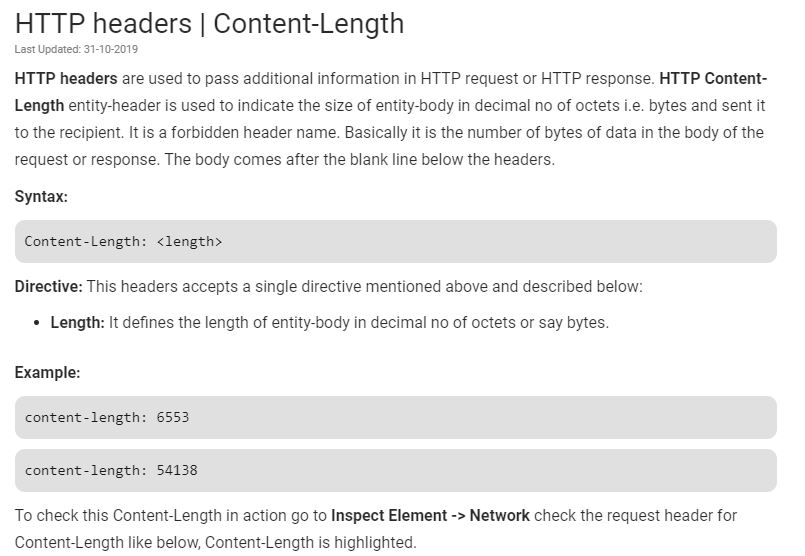 HTTP headers | Content-Length
Last Updated: 31-10-2019
HTTP headers are used to pass additional information in HTTP request or HTTP response. HTTP Content-
Length entity-header is used to indicate the size of entity-body in decimal no of octets i.e. bytes and sent it
to the recipient. It is a forbidden header name. Basically it is the number of bytes of data in the body of the
request or response. The body comes after the blank line below the headers.
Syntax:
Content-Length: <length>
Directive: This headers accepts a single directive mentioned above and described below:
• Length: It defines the length of entity-body in decimal no of octets or say bytes.
Example:
content-length: 6553
content-length: 54138
To check this Content-Length in action go to Inspect Element -> Network check the request header for
Content-Length like below, Content-Length is highlighted.